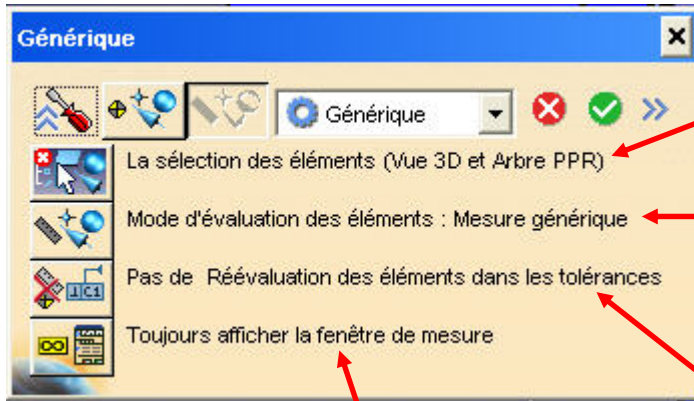 Générique
Générique
La sélection des éléments (Vue 3D et Arbre PPR)
Mode d'évaluation des éléments : Mesure générique
Pas de Réévaluation des éléments dans les tolérances
Toujours afficher la fenêtre de mesure